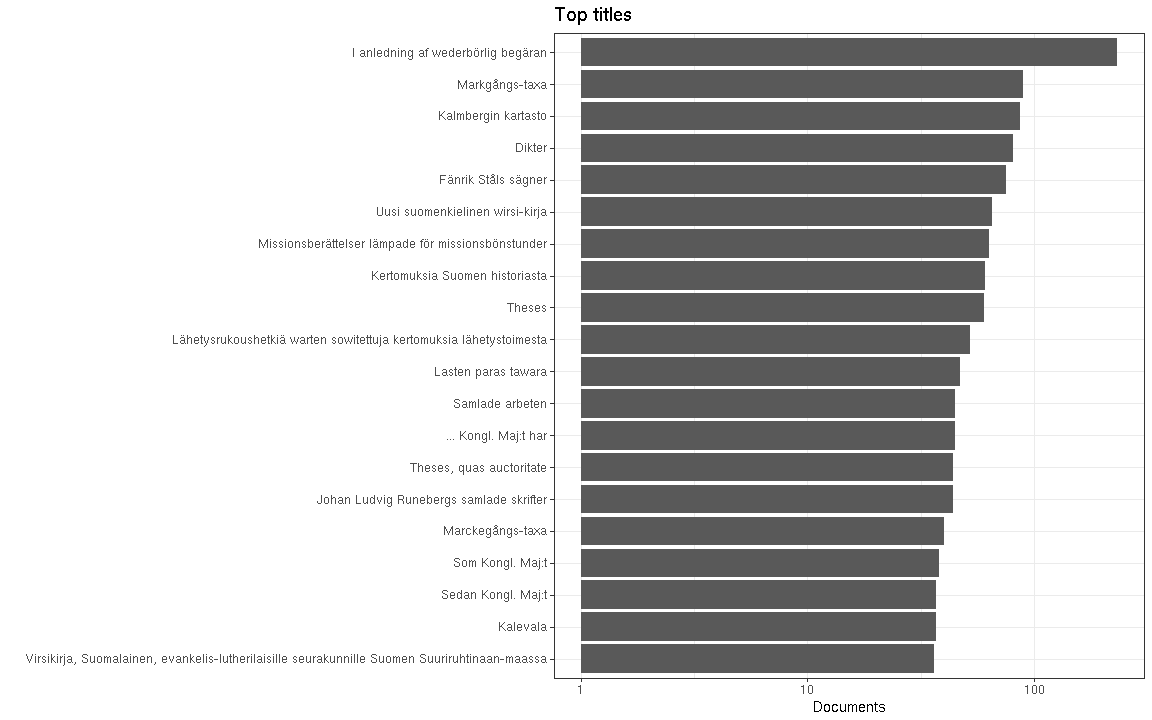 Top titles
I anledning af wederbörlig begäran
Markgångs-taxa
Kalmbergin kartasto
Dikter
Fänrik Ståls sägner
Uusi suomenkielinen wirsi-kirja
Missionsberättelser lämpade för missionsbönstunder
Kertomuksia Suomen historiasta
Theses
Lähetysrukoushetkiä warten sowitettuja kertomuksia lähetystoimesta
Lasten paras tawara
Samlade arbeten
... Kongl. Maj:t har
Theses, quas auctoritate
Johan Ludvig Runebergs samlade skrifter
Marckegångs-taxa
Som Kongl. Maj:t
Sedan Kongl. Maj:t
Kalevala
Virsikirja, Suomalainen, evankelis-lutherilaisille seurakunnille Suomen Suuriruhtinaan-maassa
1 10 100
Documents